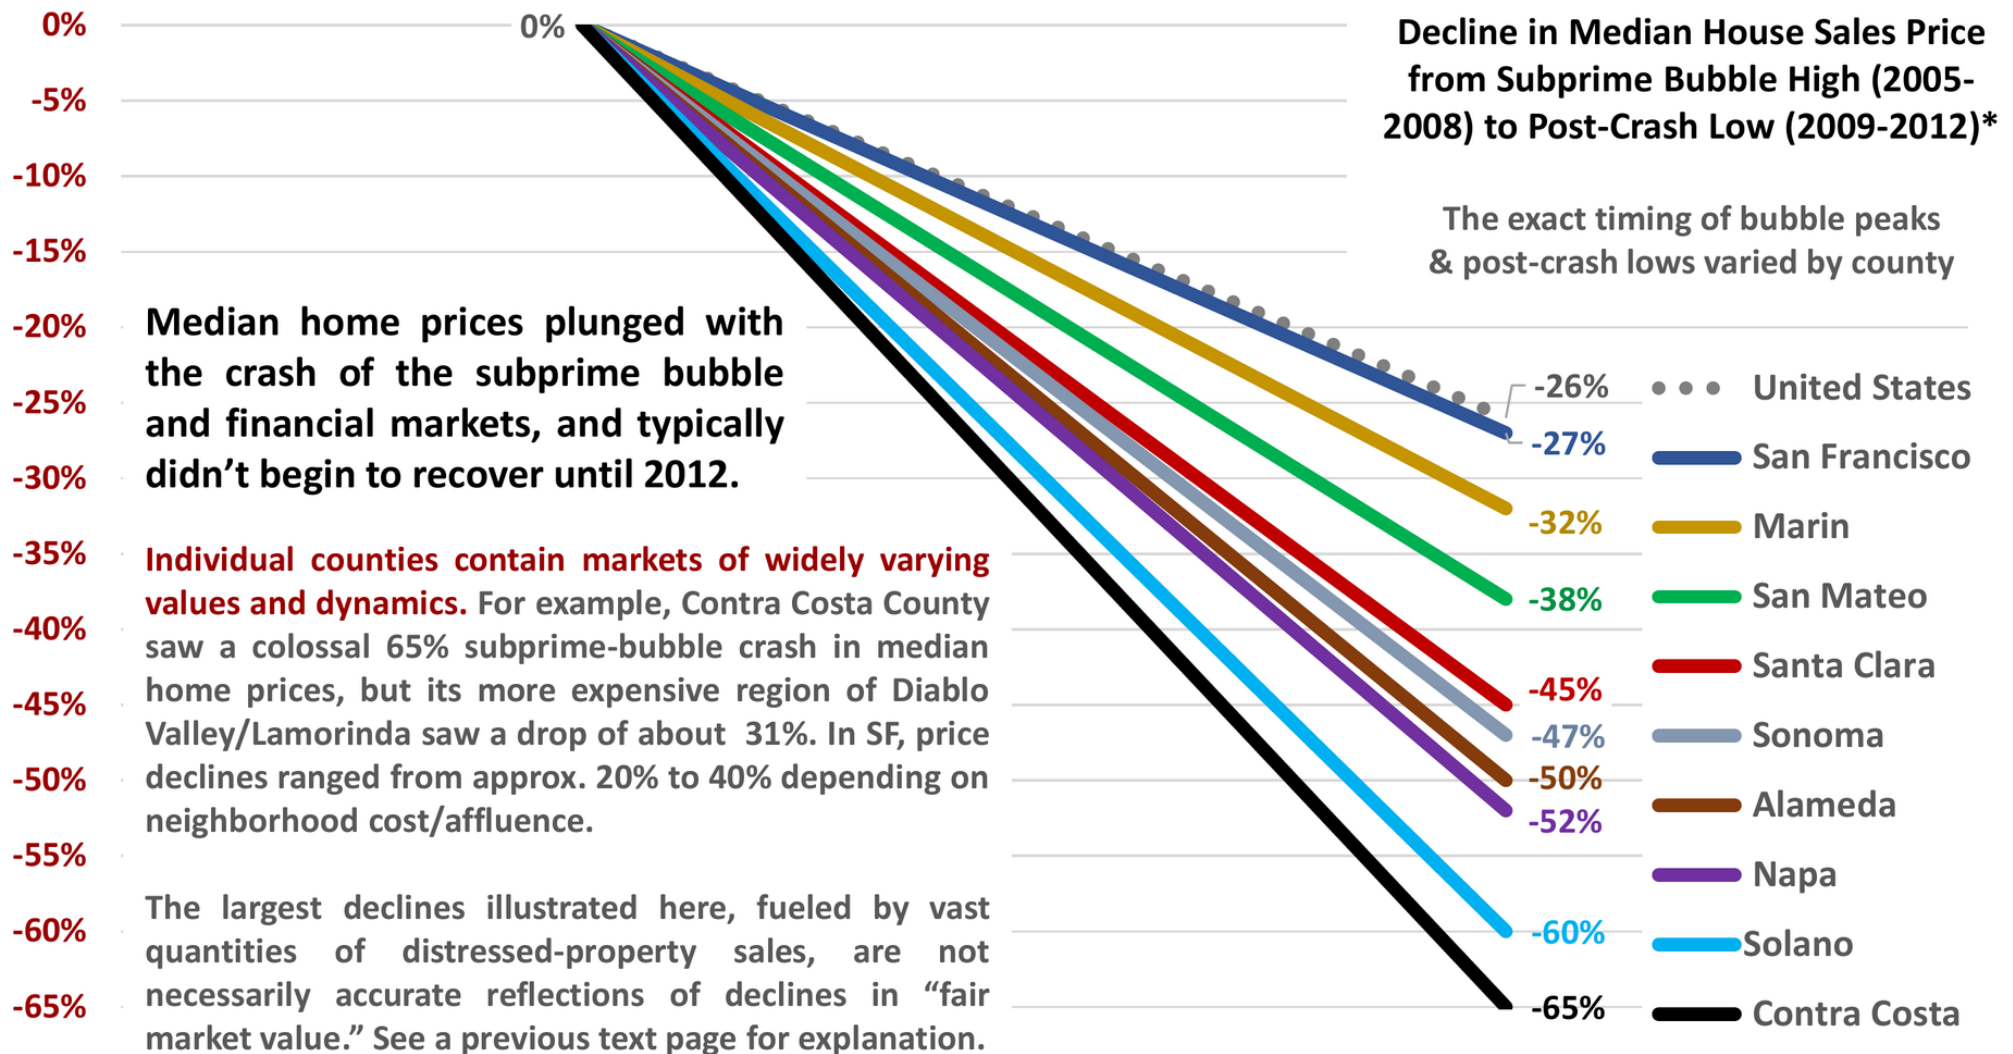 0%
-5%
-10%
-15%
-20%
-25%
-30%
-35%
-40%
-45%
-50%
-55%
-60%
-65%
0%
Decline in Median House Sales Price
from Subprime Bubble High (2005-
2008) to Post-Crash Low (2009-2012)*
The exact timing of bubble peaks
& post-crash lows varied by county
Median home prices plunged with
the crash of the subprime bubble
and financial markets, and typically
didn’t begin to recover until 2012.
Individual counties contain markets of widely varying
values and dynamics. For example, Contra Costa County
saw a colossal 65% subprime-bubble crash in median
home prices, but its more expensive region of Diablo
Valley/Lamorinda saw a drop of about 31%. In SF, price
declines ranged from approx. 20% to 40% depending on
neighborhood cost/affluence.
The largest declines illustrated here, fueled by vast
quantities of distressed-property sales, are not
necessarily accurate reflections of declines in “fair
market value.” See a previous text page for explanation.
-26%
-27%
-32%
-38%
-45%
-47%
-50%
-52%
-60%
-65%
United States
San Francisco
Marin
San Mateo
Santa Clara
Sonoma
Alameda
Napa
Solano
Contra Costa